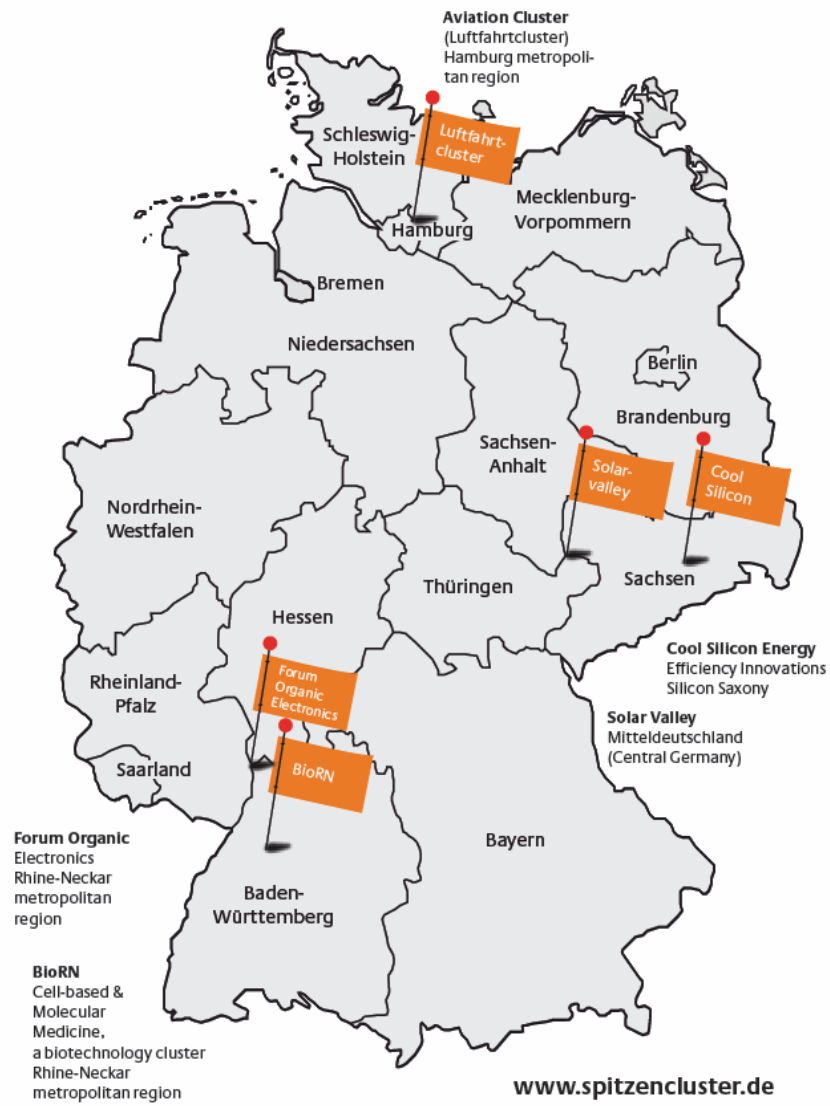 Aviation Cluster
(Luftfahrtcluster)
Hamburg metropoli-
tan region
Luftfahrt-
cluster
Schleswig-
Holstein
Mecklenburg-
Vorpommern
Hamburg
Bremen
Niedersachsen
Berlin
Brandenburg
Sachsen-
Anhalt
Solar-
valley
Cool
Silicon
Nordrhein-
Westfalen
Thüringen
Sachsen
Hessen
Cool Silicon Energy
Efficiency Innovations
Silicon Saxony
Rheinland-
Pfalz
Forum
Organic
Electronics
Solar Valley
Mitteldeutschland
(Central Germany)
Saarland
BioRN
Forum Organic
Electronics
Rhine-Neckar
metropolitan
region
Bayern
Baden-
Württemberg
BioRN
Cell-based &
Molecular
Medicine,
a biotechnology cluster
Rhine-Neckar
metropolitan region
www.spitzencluster.de